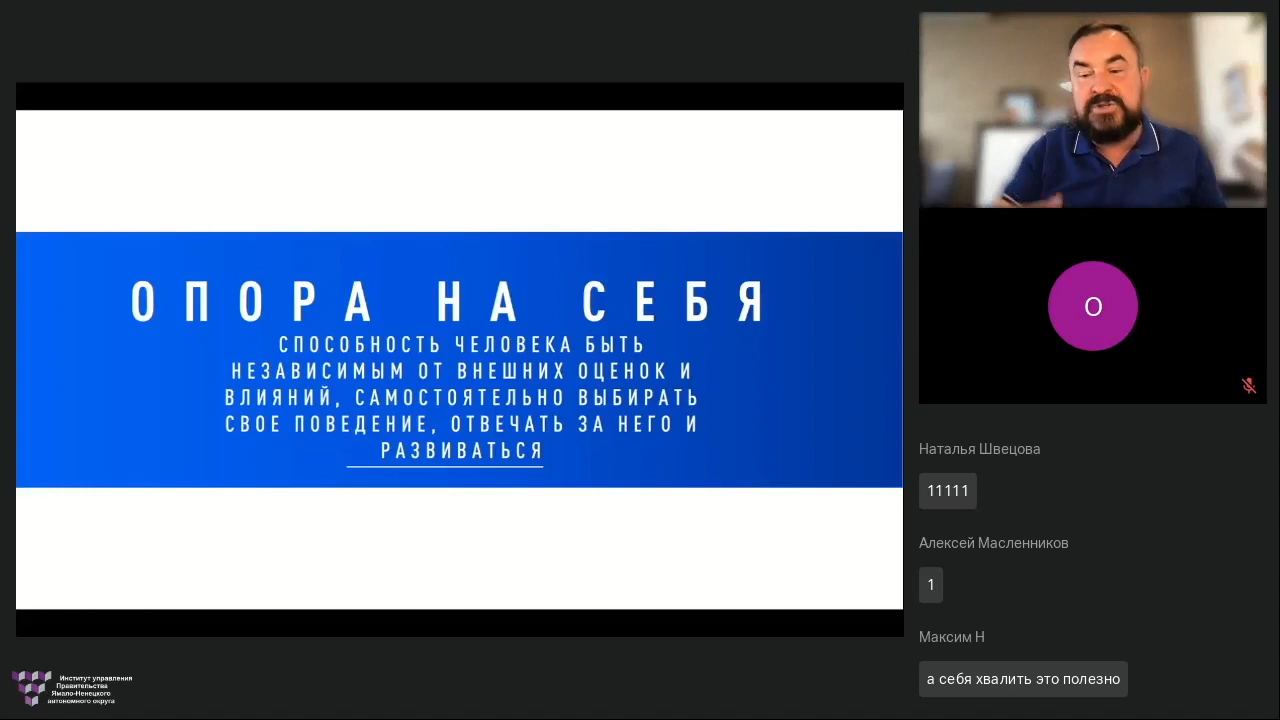 ОПОРА НА СЕБЯ
СПОСОБНОСТЬ ЧЕЛОВЕКА БЫТЬ
НЕЗАВИСИМЫМ ОТ ВНЕШНИХ ОЦЕНОК И
ВЛИЯНИЙ, САМОСТОЯТЕЛЬНО ВЫБИРАТЬ
СВОЕ ПОВЕДЕНИЕ, ОТВЕЧАТЬ ЗА НЕГО И
РАЗВИВАТЬСЯ
О
Наталья Швецова
11111
Алексей Масленников
1
Максим Н
а себя хвалить это полезно
Институт управления
Правительства
Ямало-Ненецкого
автономного округа